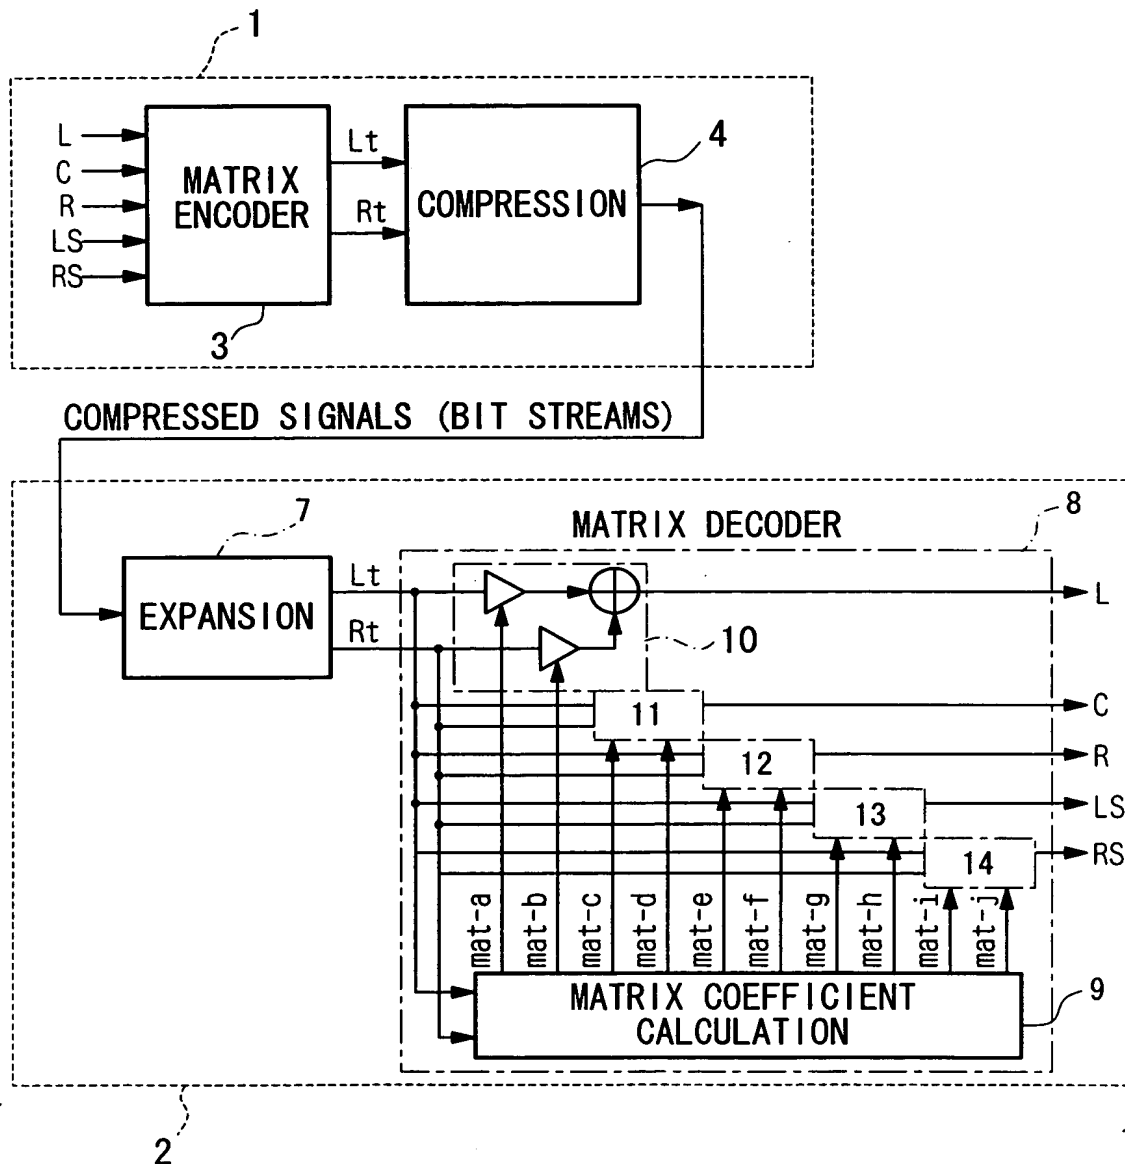 1
L
C
R
LS
RS
MATRIX
ENCODER
3
Lt
Rt
COMPRESSION
4
COMPRESSED SIGNALS (BIT STREAMS)
7
EXPANSION
Lt
Rt
MATRIX DECODER
8
10
L
11
C
12
R
13
LS
14
RS
mat-a
mat-b
mat-c
mat-d
mat-e
mat-f
mat-g
mat-h
mat-i
mat-j
MATRIX COEFFICIENT
CALCULATION
9
2